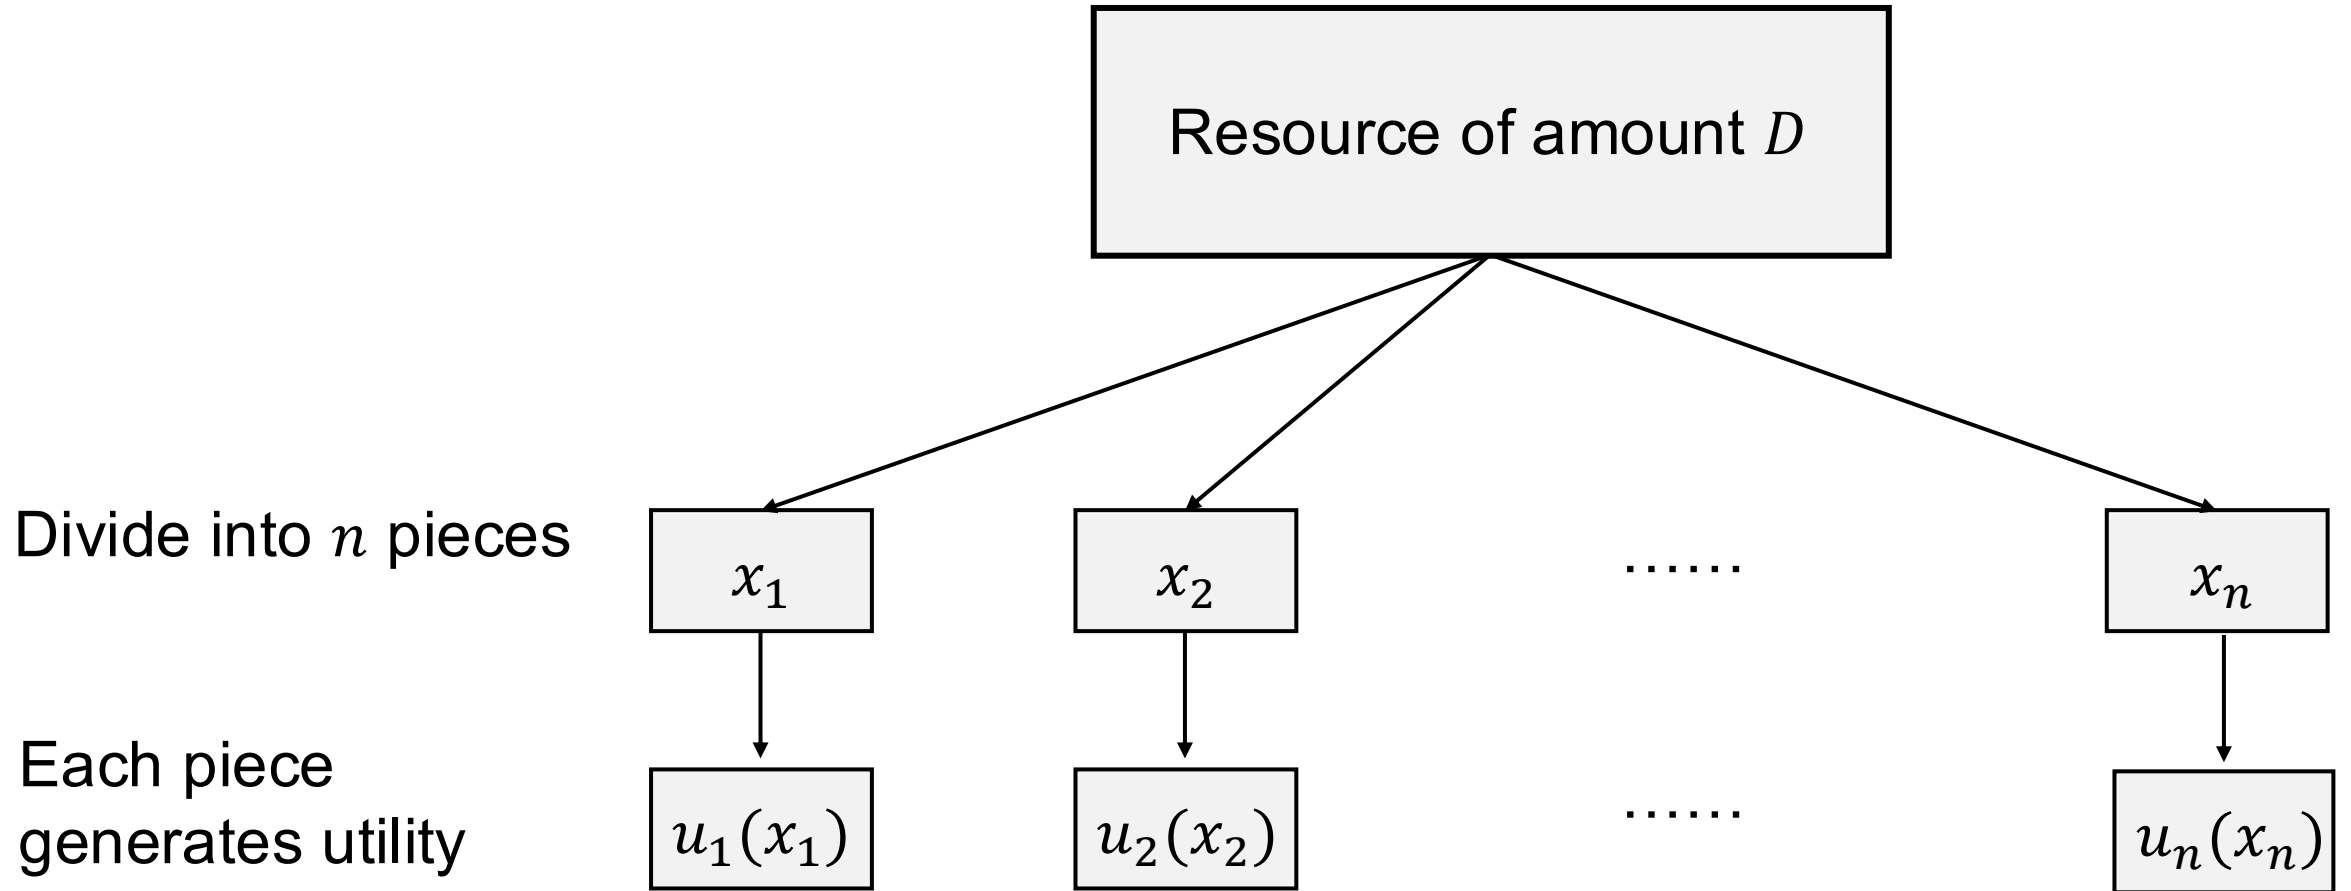 Resource of amount D
Divide into n pieces
x₁
x₂
......
xₙ
Each piece
generates utility
u₁(x₁)
u₂(x₂)
......
uₙ(xₙ)